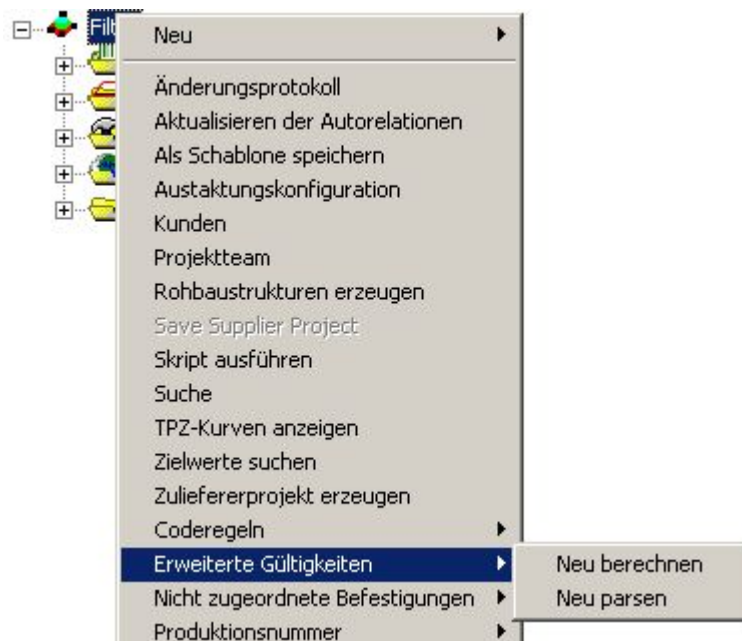 Neu
Änderungsprotokoll
Aktualisieren der Autorelationen
Als Schablone speichern
Austaktungskonfiguration
Kunden
Projektteam
Rohbaustrukturen erzeugen
Save Supplier Project
Skript ausführen
Suche
TPZ-Kurven anzeigen
Zielwerte suchen
Zuliefererprojekt erzeugen
Coderegeln
Erweiterte Gültigkeiten
Neu berechnen
Neu parsen
Nicht zugeordnete Befestigungen
Produktionsnummer